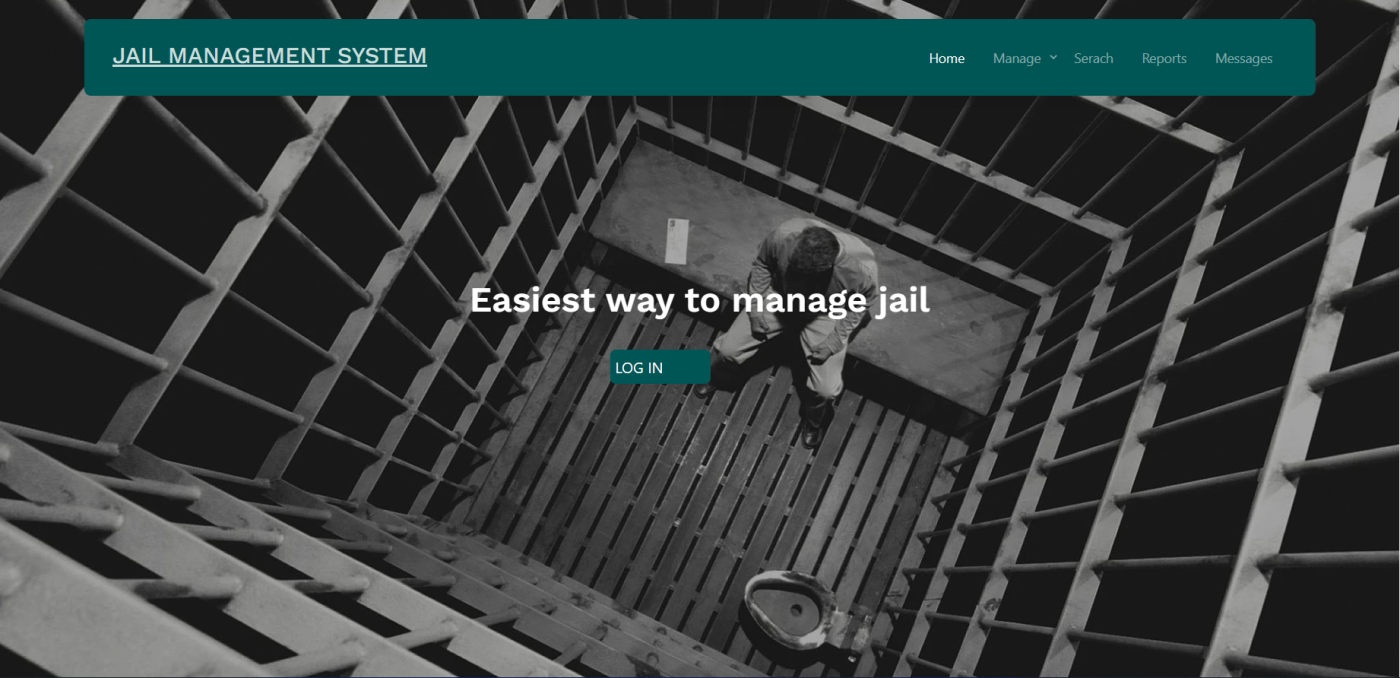 JAIL MANAGEMENT SYSTEM
Home Manage Serach Reports Messages
Easiest way to manage jail
LOG IN